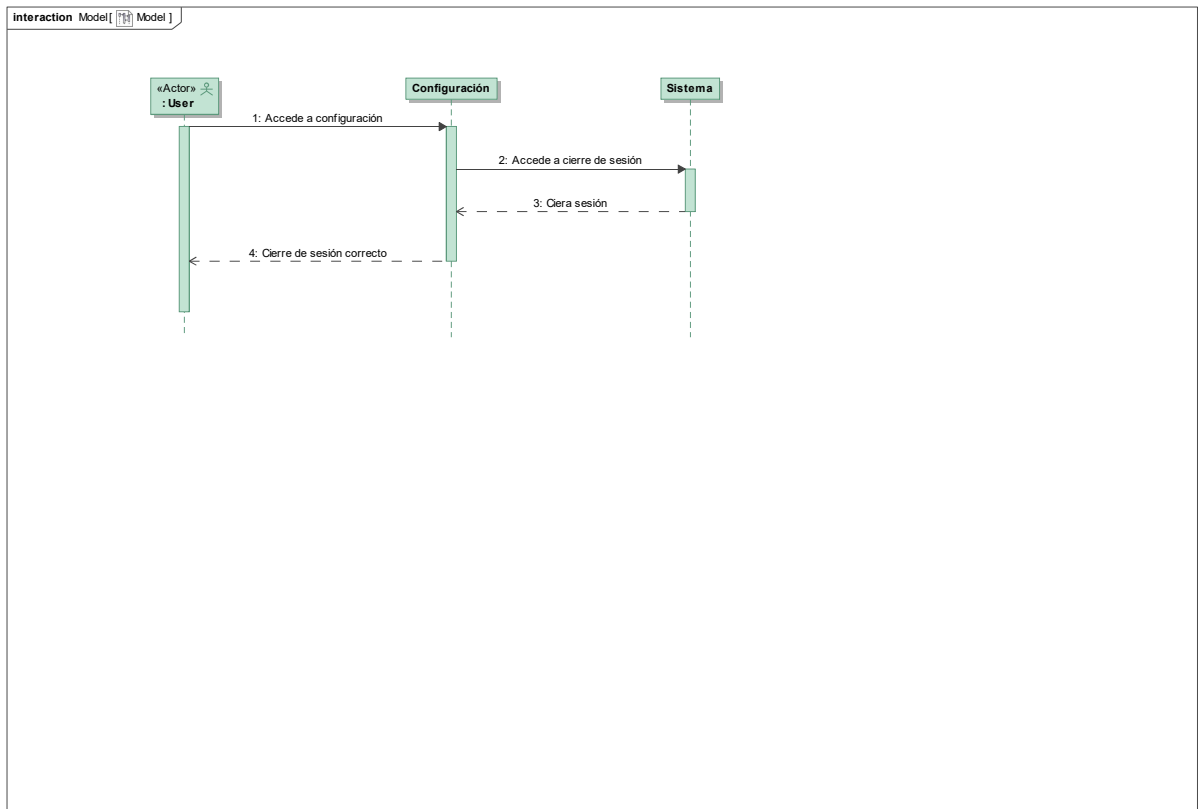 interaction Model[ Model ]
«Actor»
: User
Configuración
Sistema
1: Accede a configuración
2: Accede a cierre de sesión
3: Ciera sesión
4: Cierre de sesión correcto